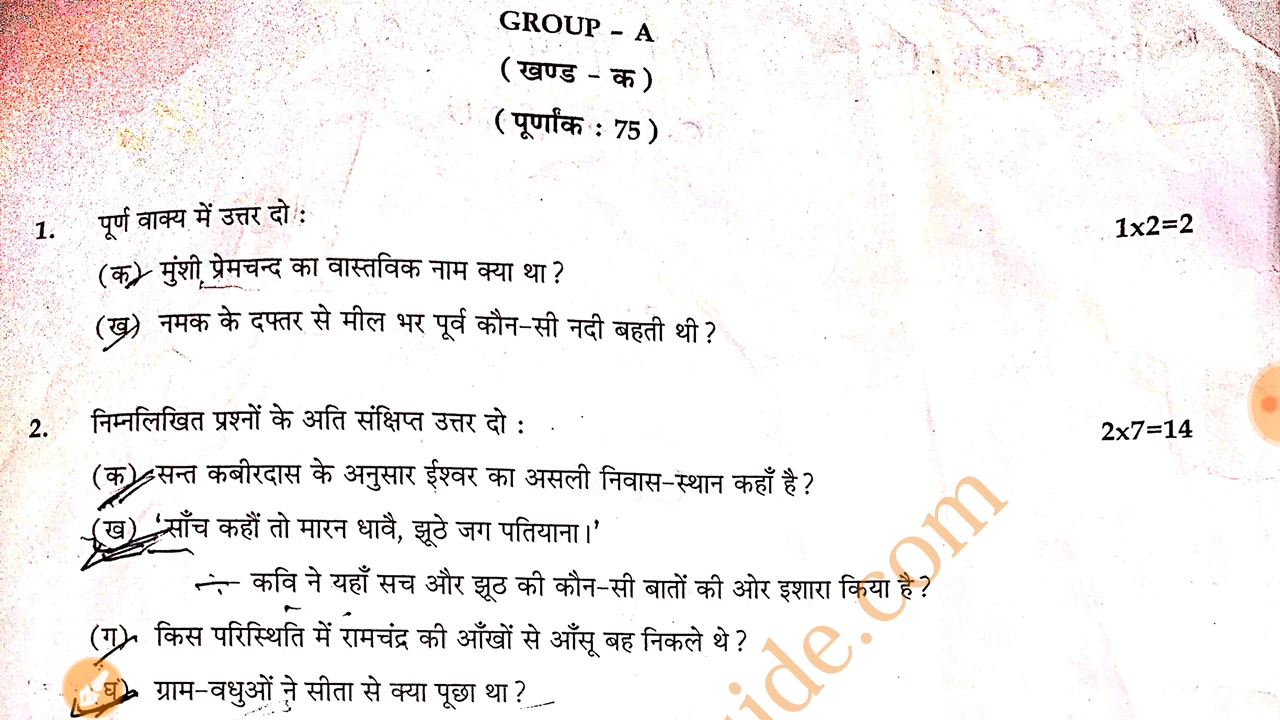 GROUP - A
( खण्ड - क )
( पूर्णांक : 75 )
1. पूर्ण वाक्य में उत्तर दो : 1x2=2
(क) मुंशी प्रेमचन्द का वास्तविक नाम क्या था ?
(ख) नमक के दफ्तर से मील भर पूर्व कौन-सी नदी बहती थी ?
2. निम्नलिखित प्रश्नों के अति संक्षिप्त उत्तर दो : 2x7=14
(क) सन्त कबीरदास के अनुसार ईश्वर का असली निवास-स्थान कहाँ है ?
(ख) 'साँच कहौं तो मारन धावै, झूठे जग पतियाना।'
— कवि ने यहाँ सच और झूठ की कौन-सी बातों की ओर इशारा किया है ?
(ग) किस परिस्थिति में रामचंद्र की आँखों से आँसू बह निकले थे ?
(घ) ग्राम-वधुओं ने सीता से क्या पूछा था ?
ide.com